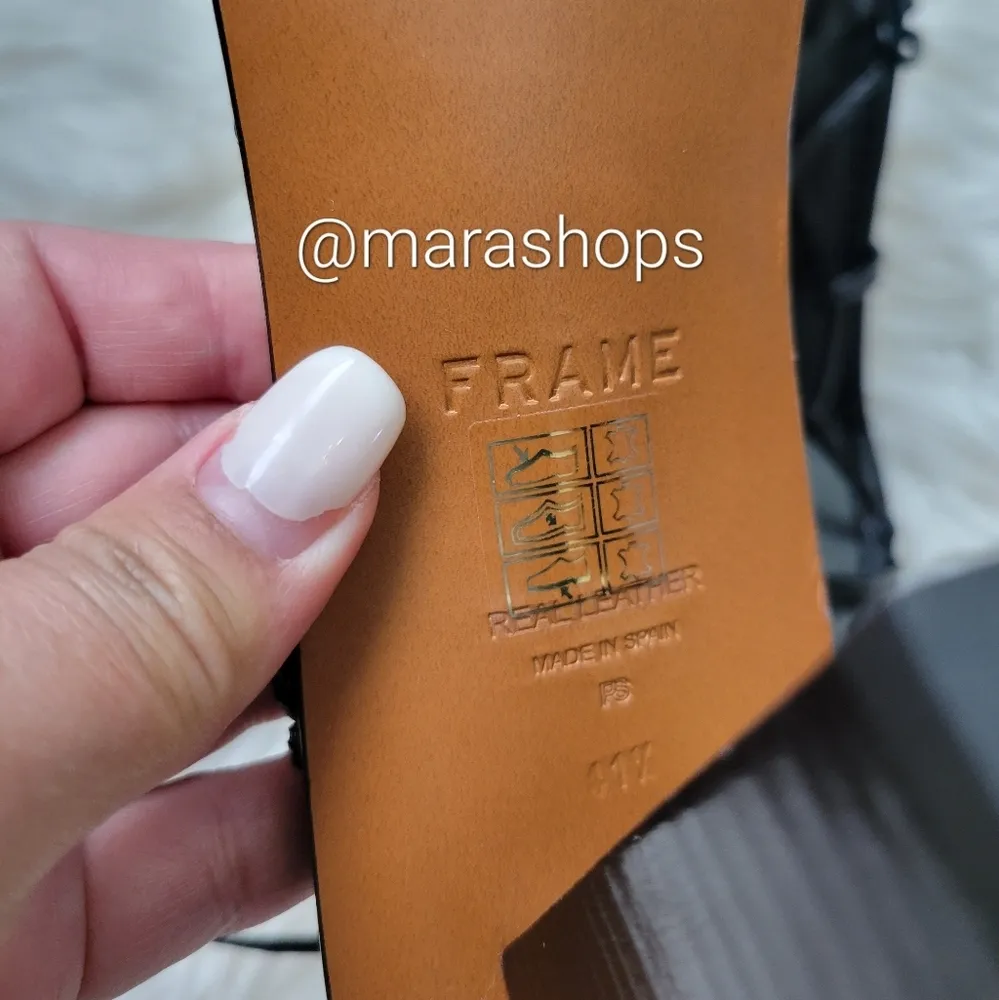 @marashops
FRAME
REAL LEATHER
MADE IN SPAIN
PS